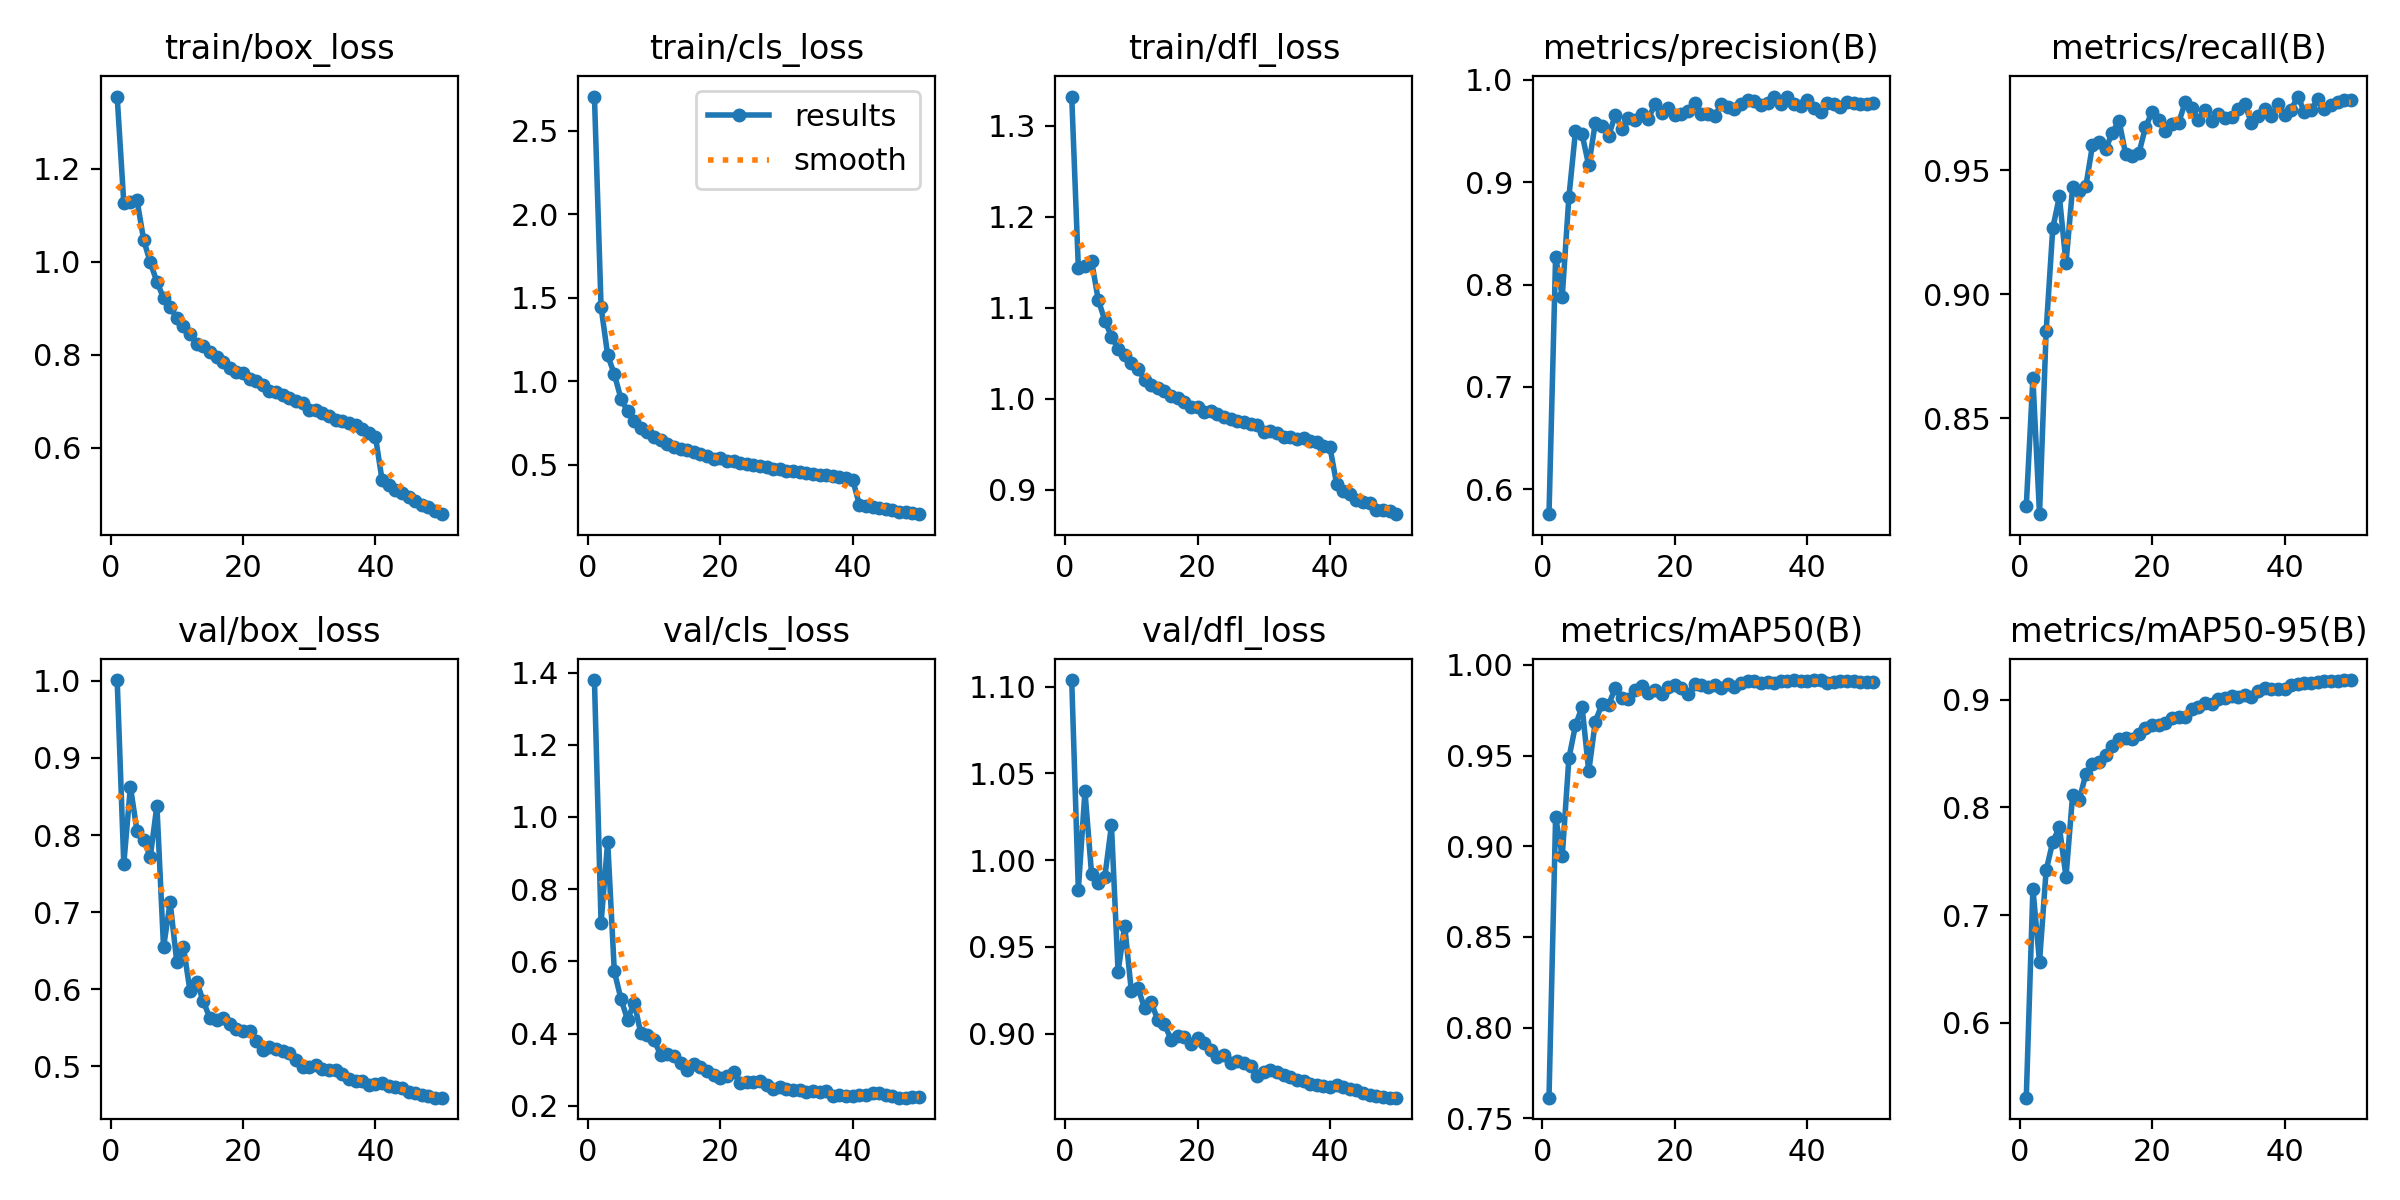 train/box_loss
1.2
1.0
0.8
0.6
0 20 40
train/cls_loss
results
smooth
2.5
2.0
1.5
1.0
0.5
0 20 40
train/dfl_loss
1.3
1.2
1.1
1.0
0.9
0 20 40
metrics/precision(B)
1.0
0.9
0.8
0.7
0.6
0 20 40
metrics/recall(B)
0.95
0.90
0.85
0 20 40
val/box_loss
1.0
0.9
0.8
0.7
0.6
0.5
0 20 40
val/cls_loss
1.4
1.2
1.0
0.8
0.6
0.4
0.2
0 20 40
val/dfl_loss
1.10
1.05
1.00
0.95
0.90
0 20 40
metrics/mAP50(B)
1.00
0.95
0.90
0.85
0.80
0.75
0 20 40
metrics/mAP50-95(B)
0.9
0.8
0.7
0.6
0 20 40